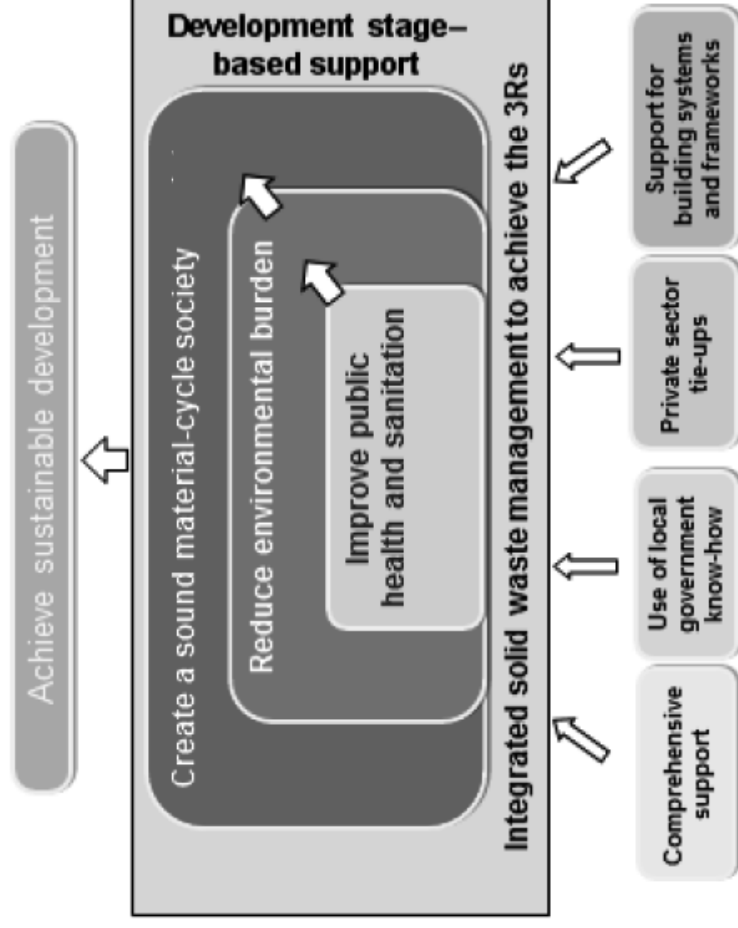 Achieve sustainable development
Development stage–
based support
Create a sound material-cycle society
Reduce environmental burden
Improve public
health and sanitation
Integrated solid waste management to achieve the 3Rs
Comprehensive
support
Use of local
government
know-how
Private sector
tie-ups
Support for
building systems
and frameworks